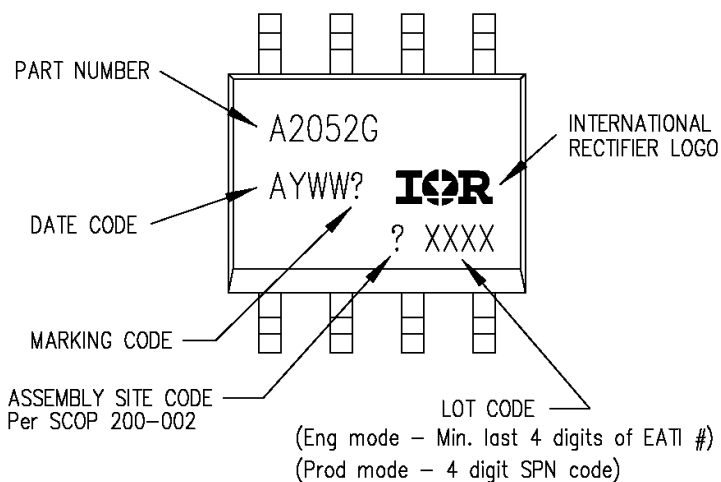 PART NUMBER
A2052G
INTERNATIONAL
RECTIFIER LOGO
AYWW?
IOR
DATE CODE
? XXXX
MARKING CODE
ASSEMBLY SITE CODE
Per SCOP 200-002
LOT CODE
(Eng mode - Min. last 4 digits of EATI #)
(Prod mode - 4 digit SPN code)